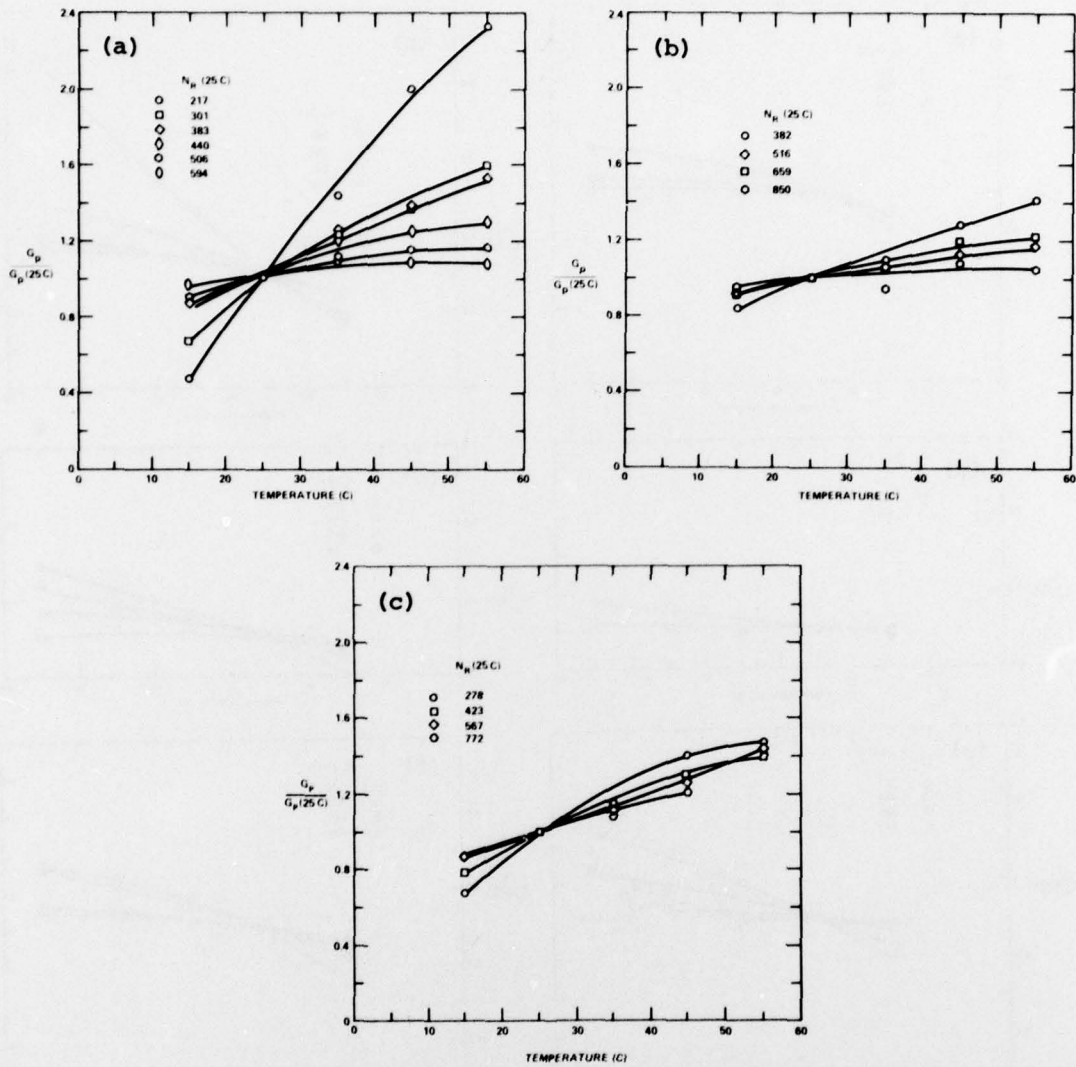 (a)
N_R (25 C)
217
301
383
440
506
594
2.4
2.0
1.6
1.2
0.8
0.4
0
G_p
G_p(25 C)
0 10 20 30 40 50 60
TEMPERATURE (C)
(b)
N_R (25 C)
382
516
659
850
2.4
2.0
1.6
1.2
0.8
0.4
0
G_p
G_p(25 C)
0 10 20 30 40 50 60
TEMPERATURE (C)
(c)
N_R (25 C)
278
423
567
772
2.4
2.0
1.6
1.2
0.8
0.4
0
G_p
G_p(25 C)
0 10 20 30 40 50 60
TEMPERATURE (C)